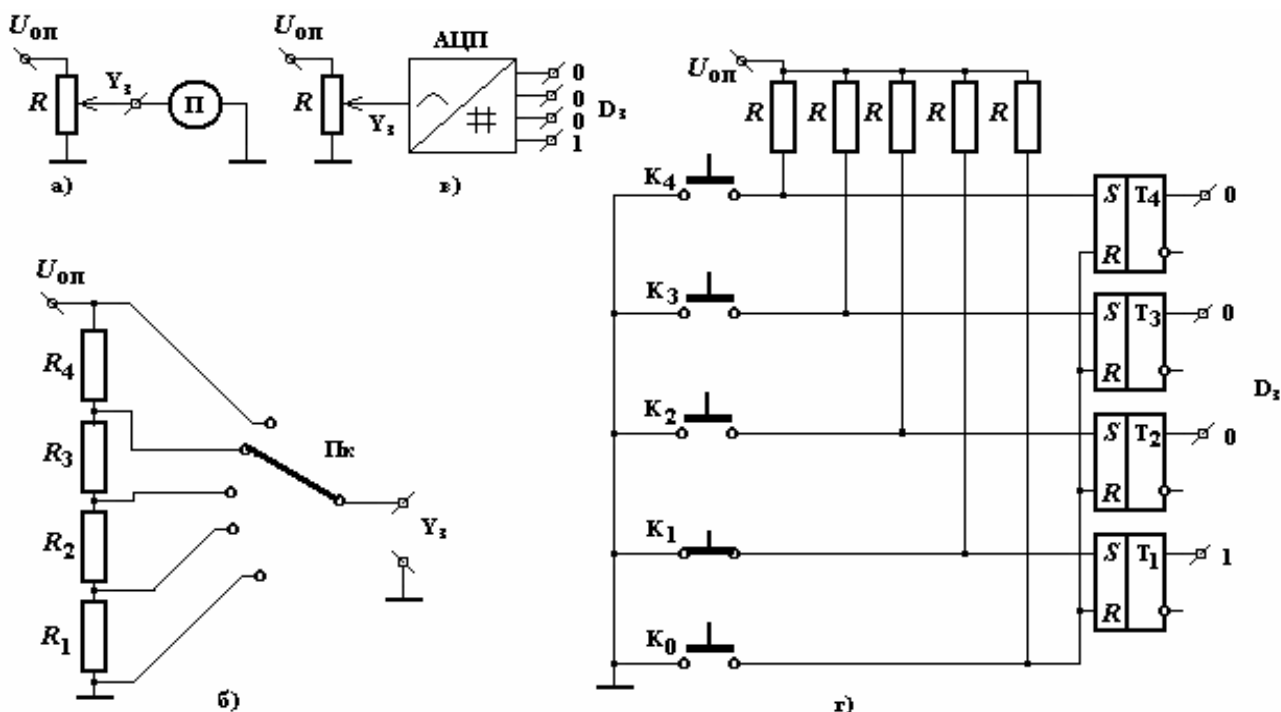 Uоп
R
Yз
П
а)
Uоп
R
Yз
АЦП
0
0
0
1
Dз
в)
Uоп
R4
R3
R2
R1
Пк
Yз
б)
Uоп
R R R R R
K4
S T4 0
R
K3
S T3 0
R
Dз
K2
S T2 0
R
K1
S T1 1
R
K0
г)